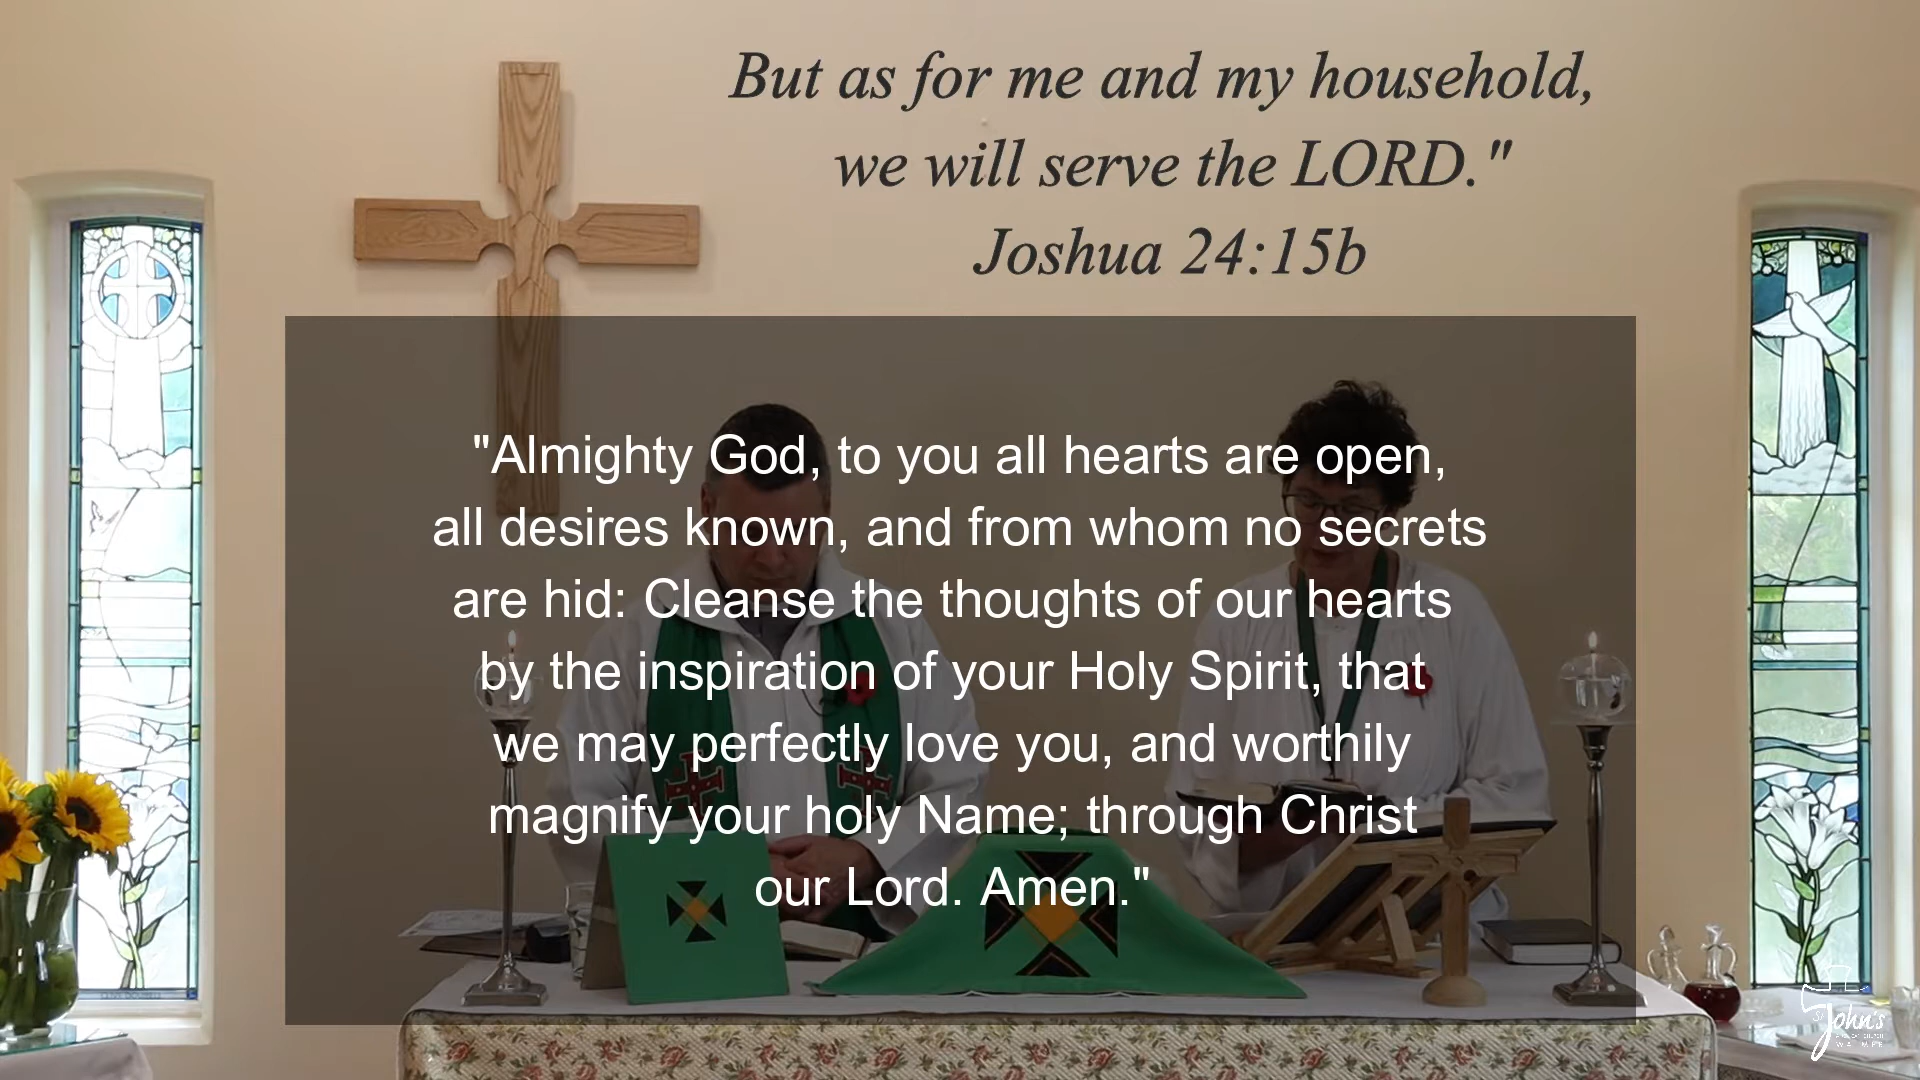 But as for me and my household,
we will serve the LORD."
Joshua 24:15b
"Almighty God, to you all hearts are open,
all desires known, and from whom no secrets
are hid: Cleanse the thoughts of our hearts
by the inspiration of your Holy Spirit, that
we may perfectly love you, and worthily
magnify your holy Name; through Christ
our Lord. Amen."
St
John's